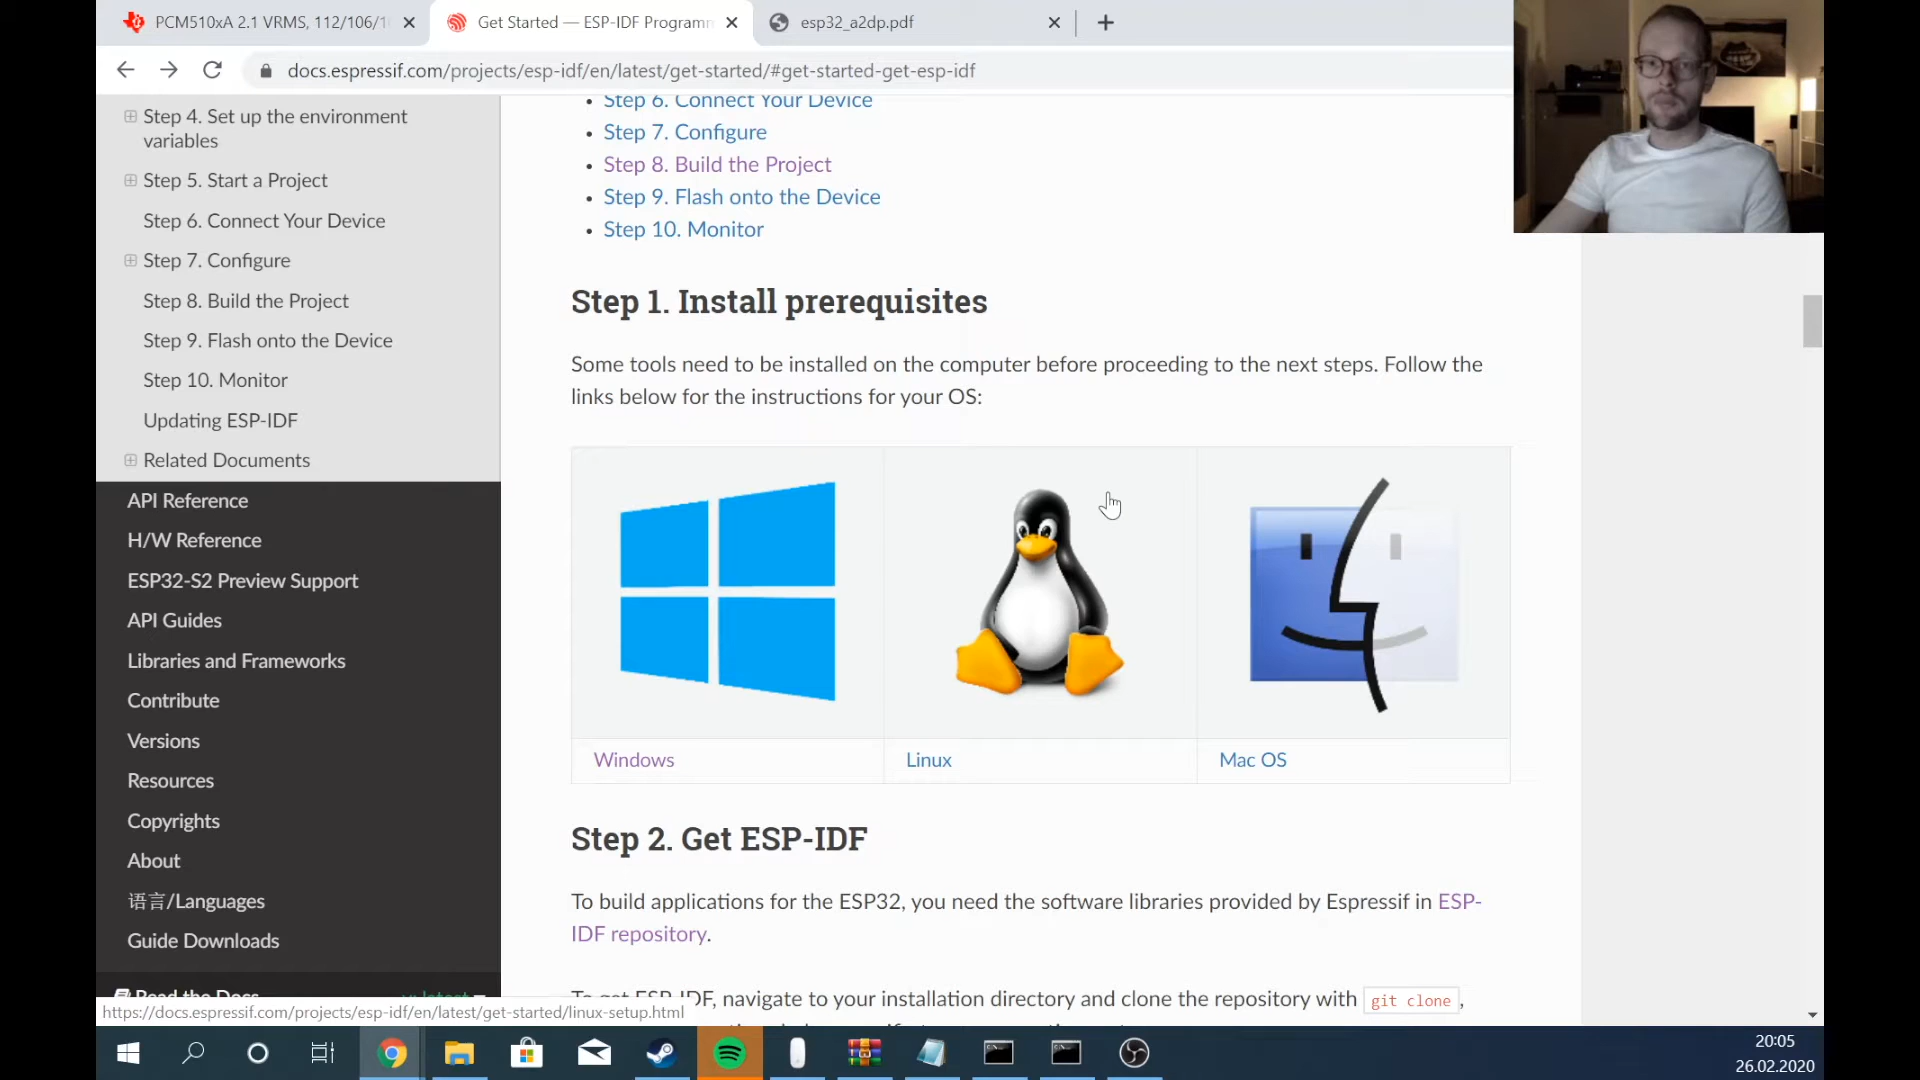 PCM510xA 2.1 VRMS, 112/106/1
Get Started — ESP-IDF Programm
esp32_a2dp.pdf
docs.espressif.com/projects/esp-idf/en/latest/get-started/#get-started-get-esp-idf
Step 4. Set up the environment
variables
Step 5. Start a Project
Step 6. Connect Your Device
Step 7. Configure
Step 8. Build the Project
Step 9. Flash onto the Device
Step 10. Monitor
Updating ESP-IDF
Related Documents
API Reference
H/W Reference
ESP32-S2 Preview Support
API Guides
Libraries and Frameworks
Contribute
Versions
Resources
Copyrights
About
语言/Languages
Guide Downloads
Read the Docs
v: latest
https://docs.espressif.com/projects/esp-idf/en/latest/get-started/linux-setup.html
Step 6. Connect Your Device
Step 7. Configure
Step 8. Build the Project
Step 9. Flash onto the Device
Step 10. Monitor
Step 1. Install prerequisites
Some tools need to be installed on the computer before proceeding to the next steps. Follow the
links below for the instructions for your OS:
Windows
Linux
Mac OS
Step 2. Get ESP-IDF
To build applications for the ESP32, you need the software libraries provided by Espressif in ESP-
IDF repository.
To get ESP-IDF, navigate to your installation directory and clone the repository with git clone ,
20:05
26.02.2020